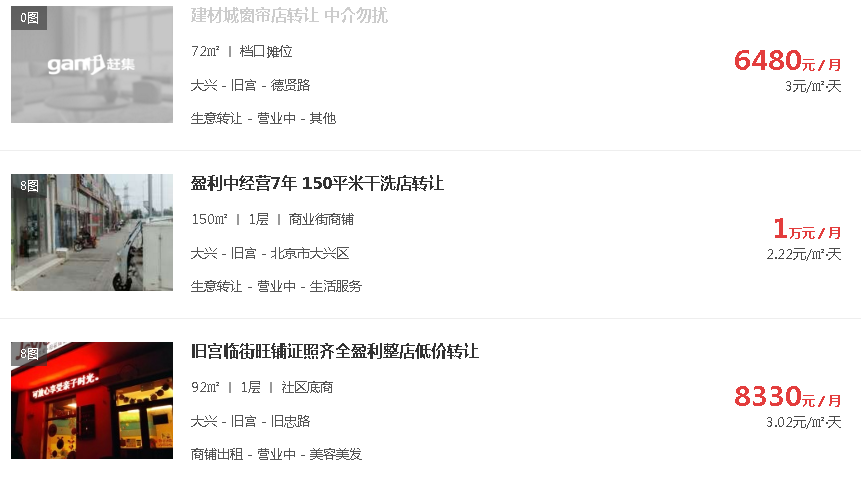 0图
建材城窗帘店转让 中介勿扰
72㎡ | 档口摊位
6480元/月
大兴 - 旧宫 - 德贤路
3元/㎡·天
生意转让 - 营业中 - 其他
ganji 赶集
8图
盈利中经营7年 150平米干洗店转让
150㎡ | 1层 | 商业街商铺
1万元/月
大兴 - 旧宫 - 北京市大兴区
2.22元/㎡·天
生意转让 - 营业中 - 生活服务
8图
旧宫临街旺铺证照齐全盈利整店低价转让
92㎡ | 1层 | 社区底商
8330元/月
大兴 - 旧宫 - 旧忠路
3.02元/㎡·天
商铺出租 - 营业中 - 美容美发
心享受亲子时光。